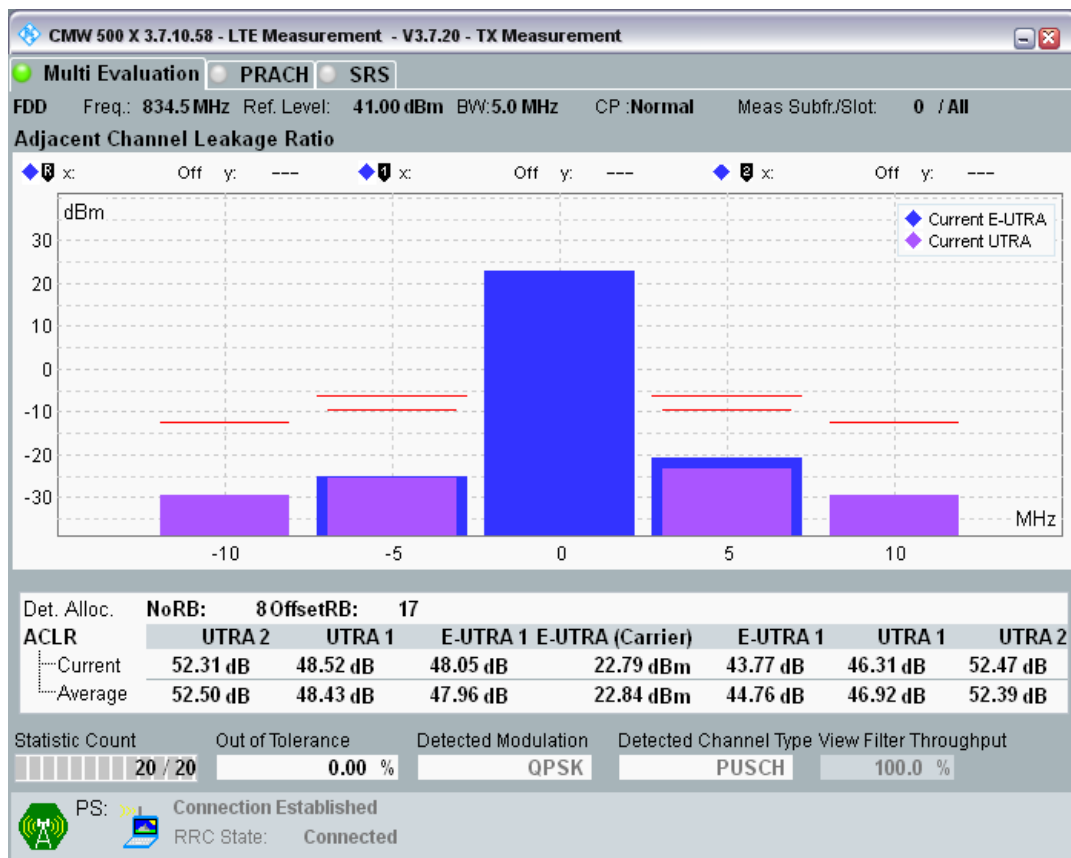 CMW 500 X 3.7.10.58 - LTE Measurement - V3.7.20 - TX Measurement
Multi Evaluation PRACH SRS
FDD Freq.: 834.5 MHz Ref. Level: 41.00 dBm BW:5.0 MHz CP :Normal Meas Subfr./Slot: 0 / All
Adjacent Channel Leakage Ratio
R x: Off y: --- 1 x: Off y: --- 2 x: Off y: ---
dBm
Current E-UTRA
Current UTRA
30
20
10
0
-10
-20
-30
MHz
-10 -5 0 5 10
Det. Alloc. NoRB: 8 OffsetRB: 17
ACLR UTRA 2 UTRA 1 E-UTRA 1 E-UTRA (Carrier) E-UTRA 1 UTRA 1 UTRA 2
Current 52.31 dB 48.52 dB 48.05 dB 22.79 dBm 43.77 dB 46.31 dB 52.47 dB
Average 52.50 dB 48.43 dB 47.96 dB 22.84 dBm 44.76 dB 46.92 dB 52.39 dB
Statistic Count Out of Tolerance Detected Modulation Detected Channel Type View Filter Throughput
20 / 20 0.00 % QPSK PUSCH 100.0 %
PS: Connection Established
RRC State: Connected